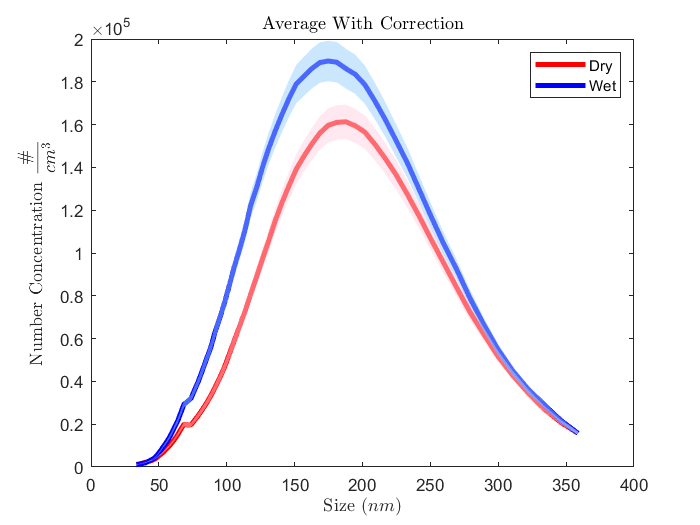 Average With Correction
×10^5
2
1.8
1.6
1.4
1.2
1
0.8
0.6
0.4
0.2
0
Number Concentration #/cm^3
Dry
Wet
0 50 100 150 200 250 300 350 400
Size (nm)